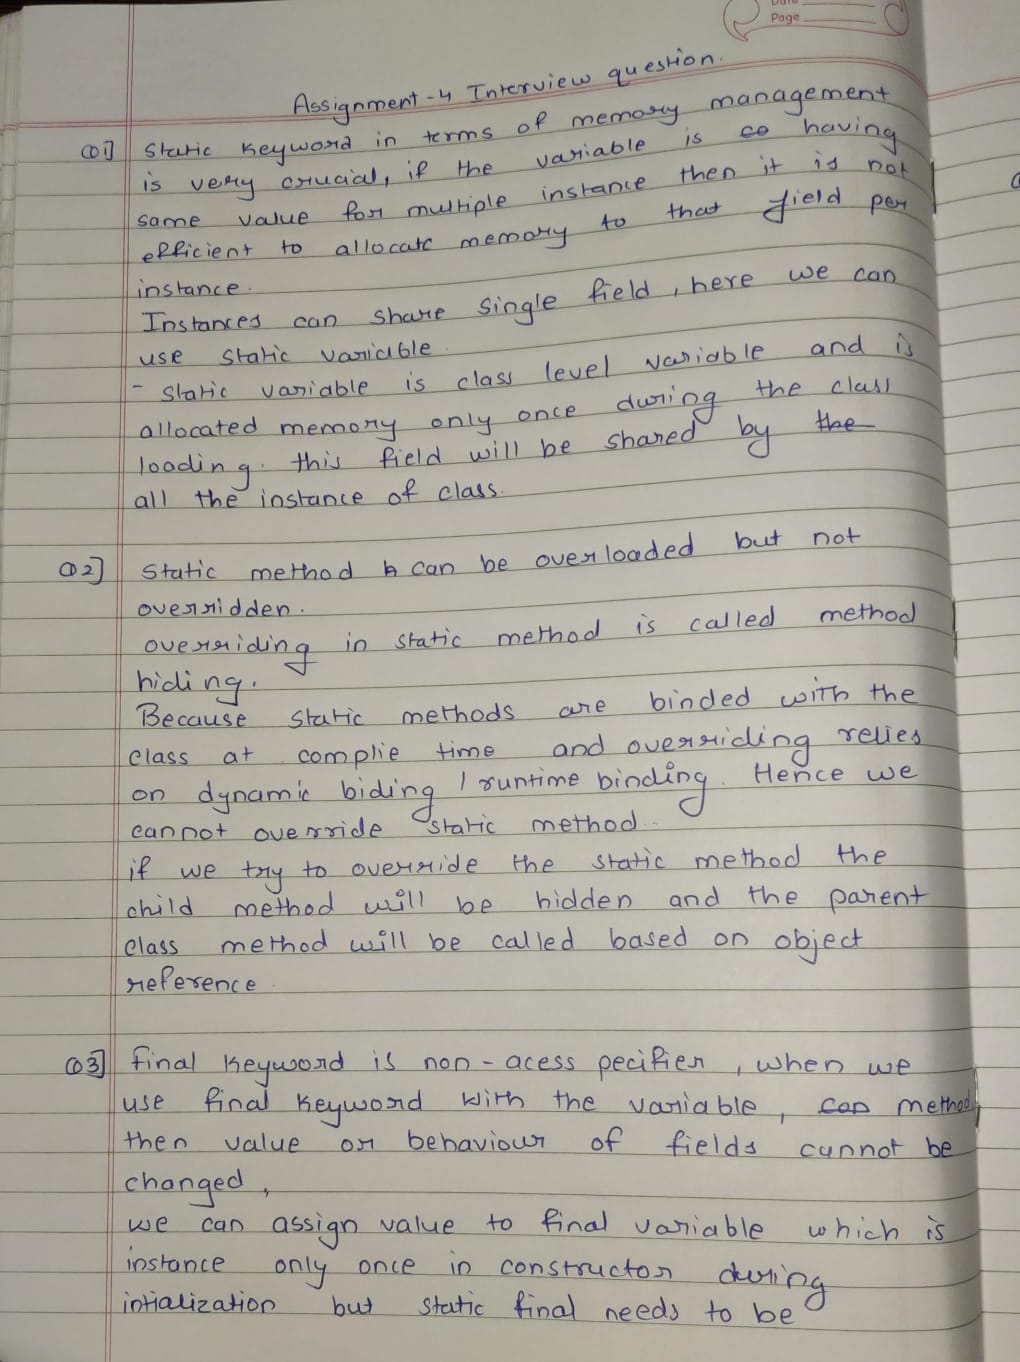 Date
Page
Assignment-4 Interview question.
Q1] Static Keyword in terms of memory management
is very crucial, if the variable is co having
same value for multiple instance then it is not
efficient to allocate memory to that field per
instance.
Instances can share single field, here we can
use static variable.
- Static variable is class level variable and is
allocated memory only once during the class
loading. this field will be shared by the
all the instance of class.
Q2] Static method b can be overloaded but not
overridden.
overriding in static method is called method
hiding.
Because static methods are binded with the
class at complie time and overriding relies
on dynamic biding / runtime binding. Hence we
cannot override static method.
if we try to override the static method the
child method will be hidden and the parent
class method will be called based on object
reference.
Q3] final keyword is non-acess pecifier, when we
use final keyword with the variable, can method
then value or behaviour of fields cannot be
changed,
we can assign value to final variable which is
instance only once in constructor during
intialization but static final needs to be